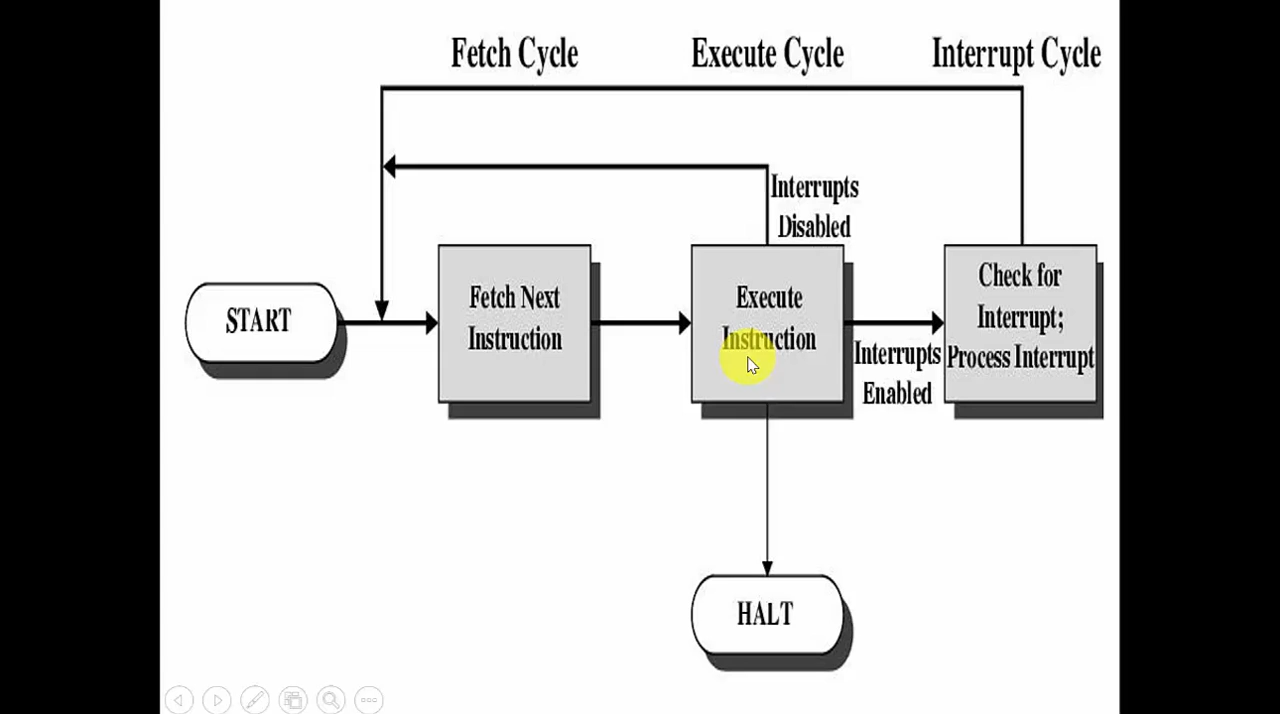 Fetch Cycle
Execute Cycle
Interrupt Cycle
Interrupts
Disabled
START
Fetch Next
Instruction
Execute
Instruction
Interrupts
Enabled
Check for
Interrupt;
Process Interrupt
HALT